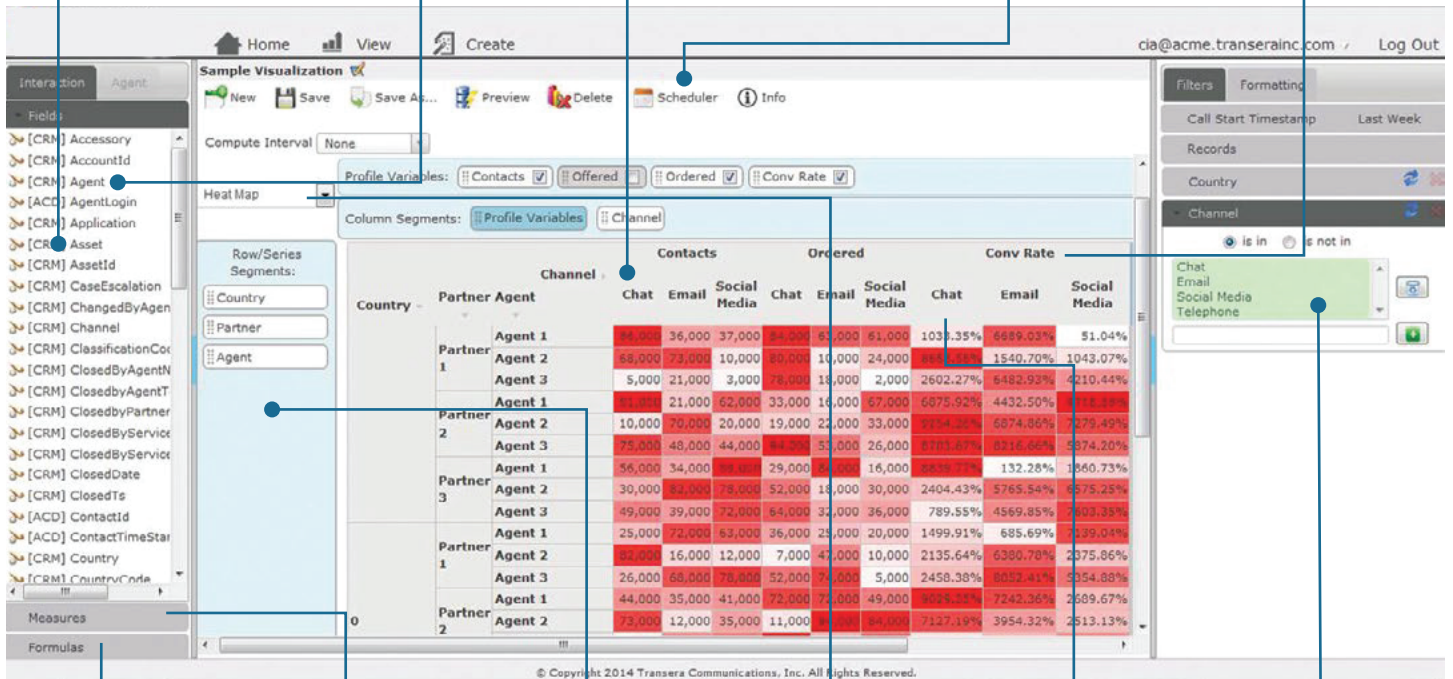 Home View Create cia@acme.transerainc.com Log Out
Interaction Agent
Fields
[CRM] Accessory
[CRM] AccountId
[CRM] Agent
[ACD] AgentLogin
[CRM] Application
[CRM] Asset
[CRM] AssetId
[CRM] CaseEscalation
[CRM] ChangedByAgen
[CRM] Channel
[CRM] ClassificationCod
[CRM] ClosedByAgentN
[CRM] ClosedbyAgentT
[CRM] ClosedbyPartner
[CRM] ClosedByService
[CRM] ClosedByService
[CRM] ClosedDate
[CRM] ClosedTs
[ACD] ContactId
[ACD] ContactTimeStar
[CRM] Country
[CRM] CountryCode
Measures
Formulas
Sample Visualization
New Save Save As... Preview Delete Scheduler Info
Compute Interval None
Heat Map
Profile Variables: Contacts Offered Ordered Conv Rate
Column Segments: Profile Variables Channel
Row/Series
Segments:
Country
Partner
Agent
Contacts Ordered Conv Rate
Channel
Country Partner Agent Chat Email Social Media Chat Email Social Media Chat Email Social Media
Partner 1
Agent 1 36,000 37,000 61,000 6689.03% 51.04%
Agent 2 68,000 73,000 10,000 80,000 10,000 24,000 1540.70% 1043.07%
Agent 3 5,000 21,000 3,000 78,000 18,000 2,000 2602.27% 6482.93% 4210.44%
Partner 2
Agent 1 21,000 62,000 33,000 16,000 67,000 6875.92% 4432.50%
Agent 2 10,000 70,000 20,000 19,000 22,000 33,000 6874.86% 7279.49%
Agent 3 75,000 48,000 44,000 53,000 26,000 8783.67% 8216.66% 5874.20%
Partner 3
Agent 1 56,000 34,000 29,000 16,000 132.28% 1860.73%
Agent 2 30,000 82,000 78,000 52,000 18,000 30,000 2404.43% 5765.54% 6575.25%
Agent 3 49,000 39,000 72,000 64,000 32,000 36,000 789.55% 4569.85% 7603.35%
Partner 1
Agent 1 25,000 72,000 63,000 36,000 25,000 20,000 1499.91% 685.69% 7139.04%
Agent 2 82,000 16,000 12,000 7,000 47,000 10,000 2135.64% 6380.78% 2375.86%
Agent 3 26,000 68,000 78,000 52,000 74,000 5,000 2458.38% 8052.41% 5354.88%
0 Partner 2
Agent 1 44,000 35,000 41,000 72,000 72,000 49,000 7242.36% 2689.67%
Agent 2 73,000 12,000 35,000 11,000 84,000 7127.19% 3954.32% 2513.13%
Filters Formatting
Call Start Timestamp Last Week
Records
Country
Channel
is in is not in
Chat
Email
Social Media
Telephone
© Copyright 2014 Transera Communications, Inc. All Rights Reserved.